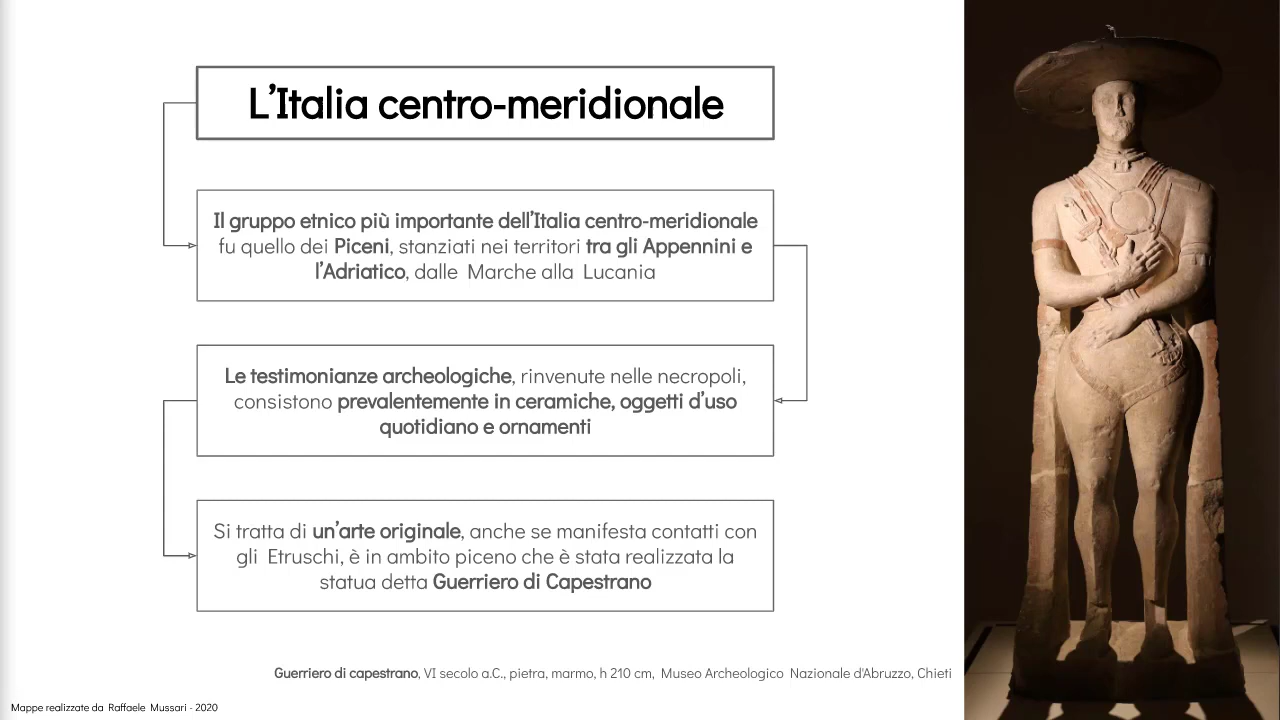 L'Italia centro-meridionale
Il gruppo etnico più importante dell'Italia centro-meridionale
fu quello dei Piceni, stanziati nei territori tra gli Appennini e
l'Adriatico, dalle Marche alla Lucania
Le testimonianze archeologiche, rinvenute nelle necropoli,
consistono prevalentemente in ceramiche, oggetti d'uso
quotidiano e ornamenti
Si tratta di un'arte originale, anche se manifesta contatti con
gli Etruschi, è in ambito piceno che è stata realizzata la
statua detta Guerriero di Capestrano
Guerriero di capestrano, VI secolo a.C., pietra, marmo, h 210 cm, Museo Archeologico Nazionale d'Abruzzo, Chieti
Mappe realizzate da Raffaele Mussari - 2020